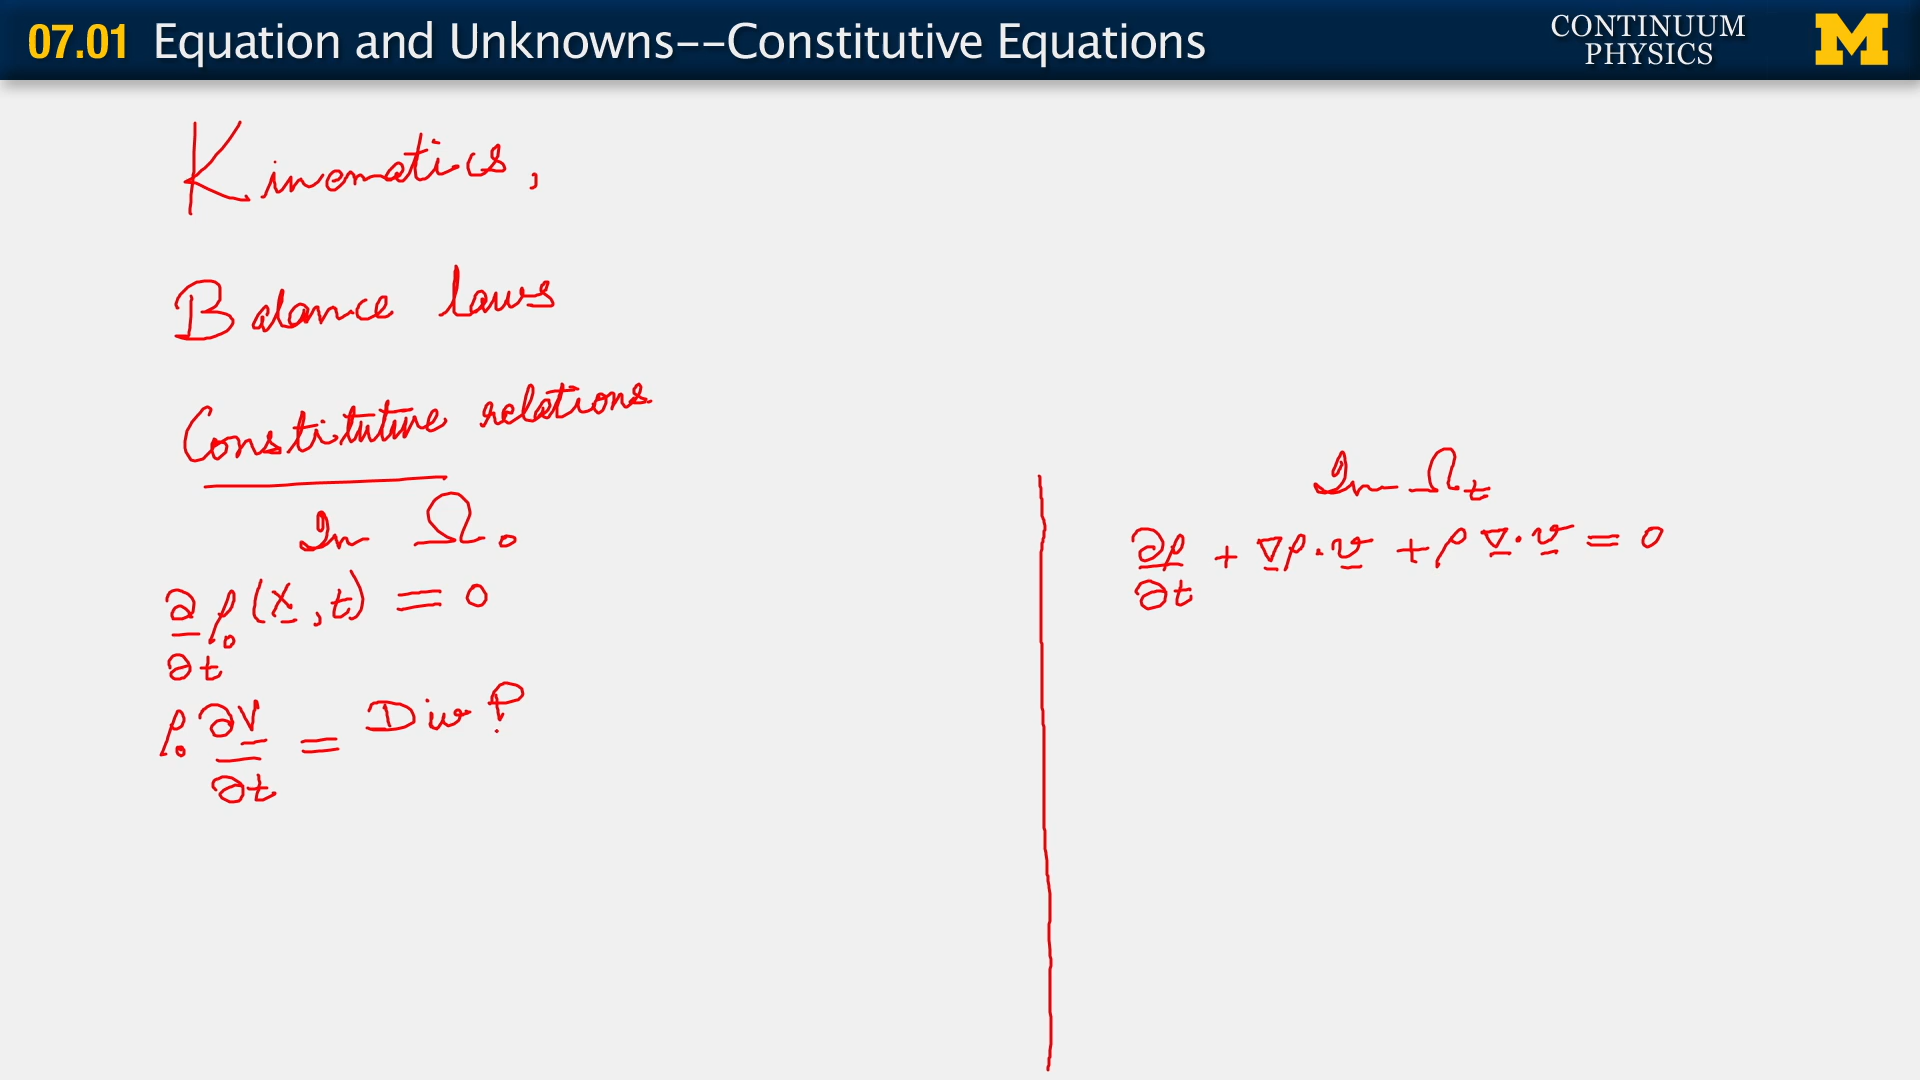 07.01 Equation and Unknowns––Constitutive Equations
CONTINUUM
PHYSICS
M
Kinematics,
Balance laws
Constitutive relations
In Ω₀
∂/∂t ρ₀(X, t) = 0
ρ₀ ∂V/∂t = Div P
In Ωt
∂ρ/∂t + ∇ρ·v + ρ∇·v = 0